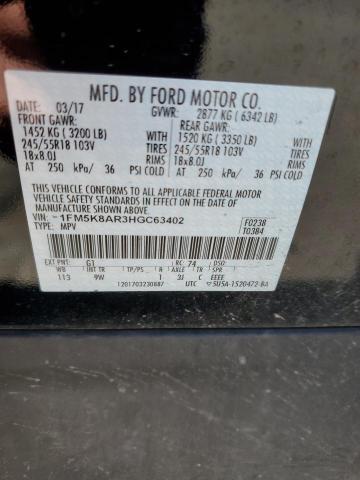 MFD. BY FORD MOTOR CO.
DATE: 03/17 GVWR: 2877 KG ( 6342 LB)
FRONT GAWR: REAR GAWR:
1452 KG ( 3200 LB) 1520 KG ( 3350 LB)
245/55R18 103V TIRES 245/55R18 103V TIRES
18x8.0J RIMS 18x8.0J RIMS
AT 250 kPa/ 36 PSI COLD AT 250 kPa/ 36 PSI COLD
THIS VEHICLE CONFORMS TO ALL APPLICABLE FEDERAL MOTOR
VEHICLE SAFETY AND THEFT PREVENTION STANDARDS IN EFFECT
ON THE DATE OF MANUFACTURE SHOWN ABOVE.
VIN: 1FM5K8AR3HGC63402 F0238
TYPE: MPV T0384
EXT PNT: G1 RC: 74 DSO:
WB INT TR TP/PS R AXLE TR SPR
113 9W 1 3J C EEEE
1201703230887 UTC 5U5A-1520472-BA